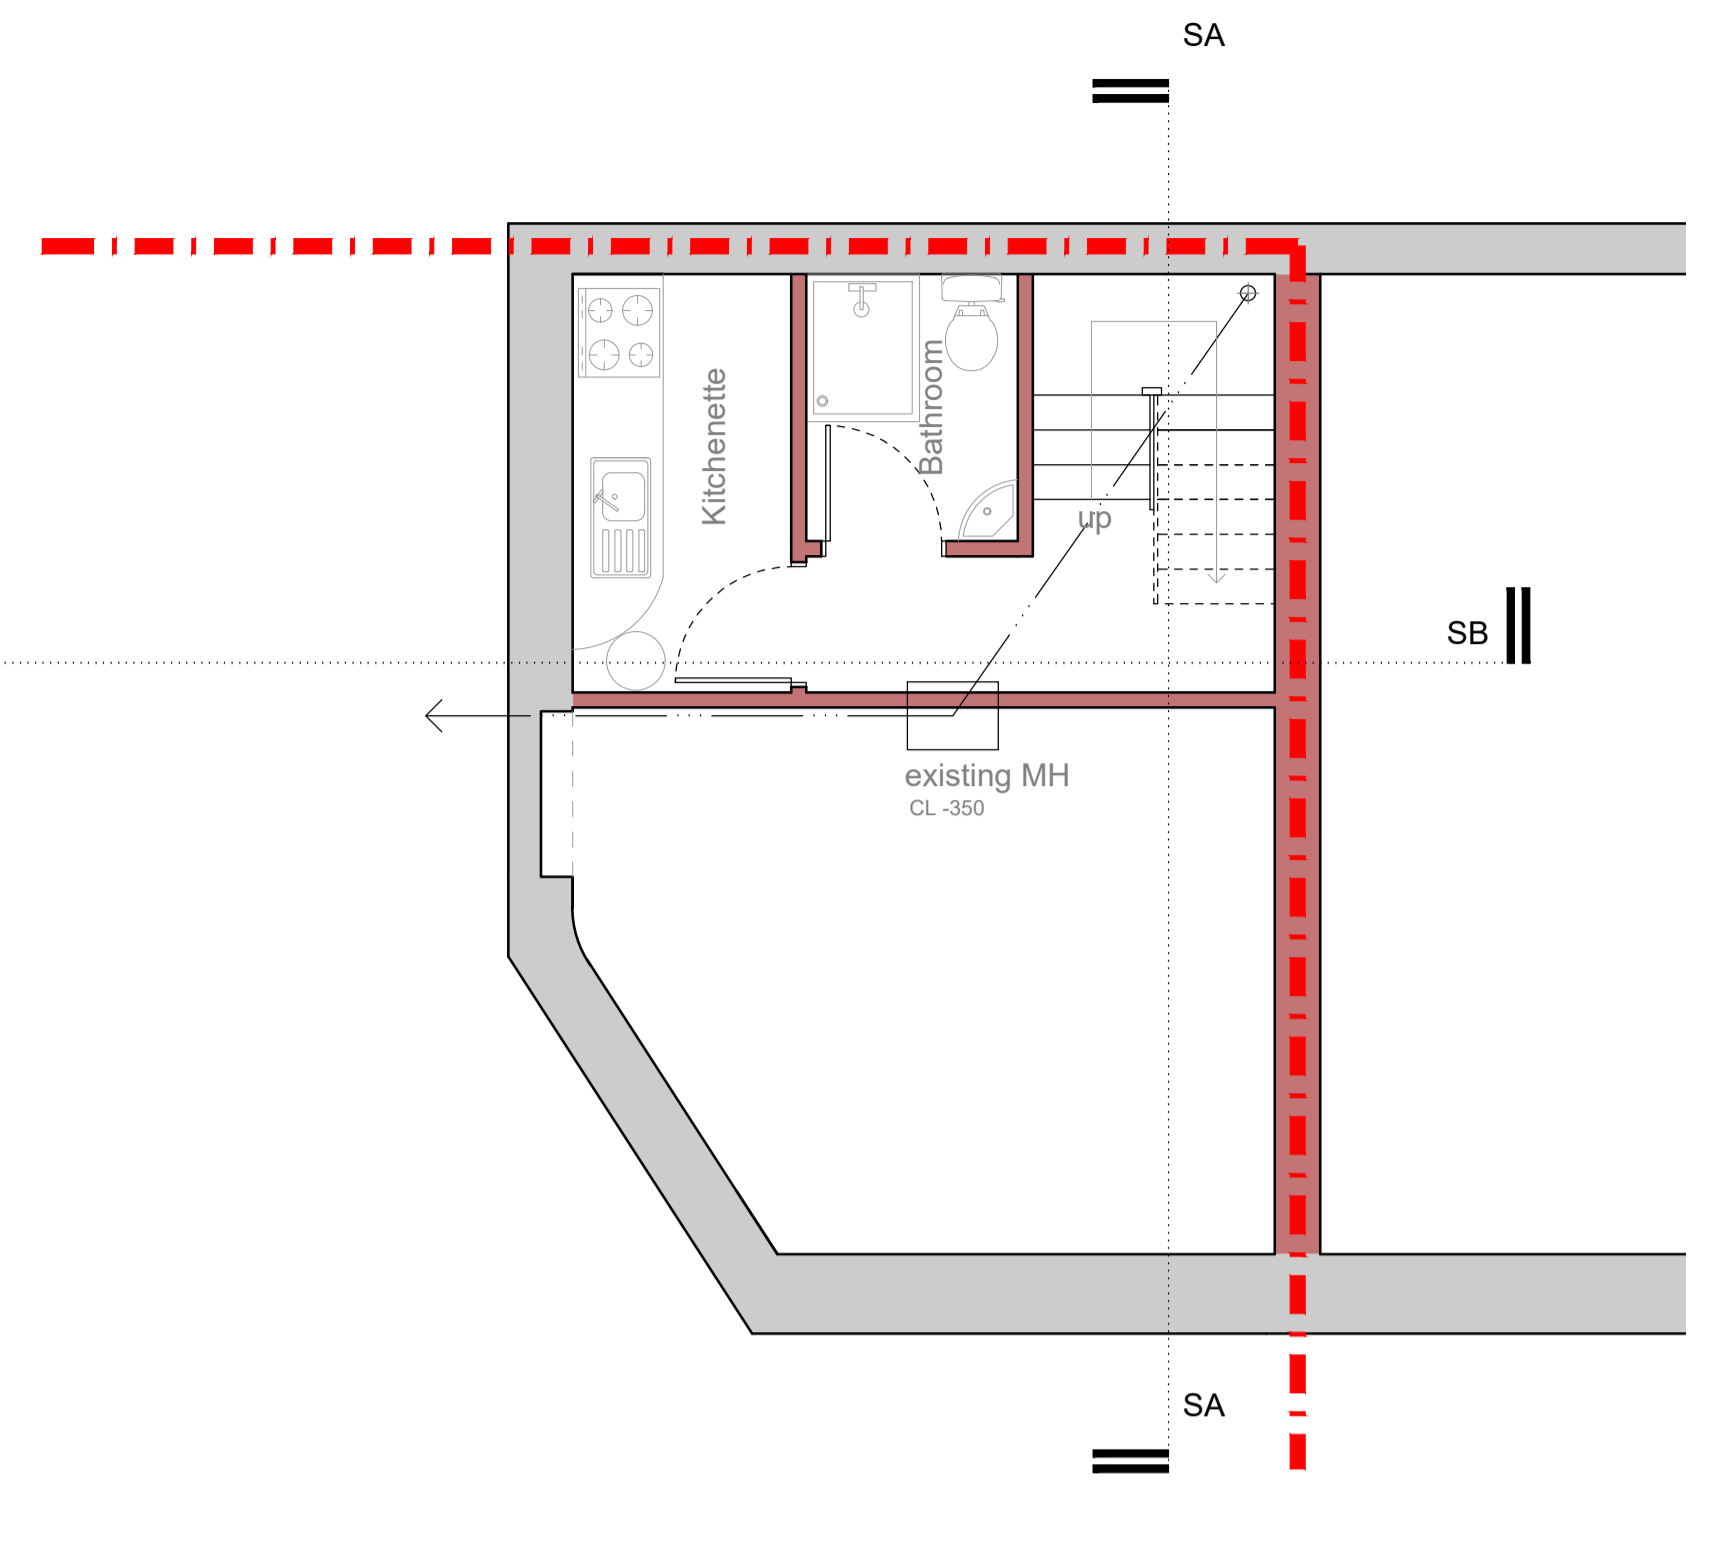 SA
Kitchenette
Bathroom
up
SB
existing MH
CL -350
SA